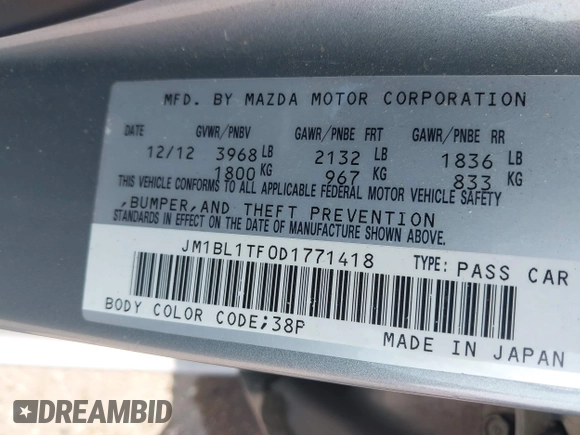 MFD. BY MAZDA MOTOR CORPORATION
DATE GVWR/PNBV GAWR/PNBE FRT GAWR/PNBE RR
12/12 3968 LB 2132 LB 1836 LB
1800 KG 967 KG 833 KG
THIS VEHICLE CONFORMS TO ALL APPLICABLE FEDERAL MOTOR VEHICLE SAFETY
,BUMPER,AND THEFT PREVENTION
STANDARDS IN EFFECT ON THE DATE OF MANUFACTURE SHOWN ABOVE.
JM1BL1TF0D1771418 TYPE: PASS CAR
BODY COLOR CODE;38P
MADE IN JAPAN
DREAMBID